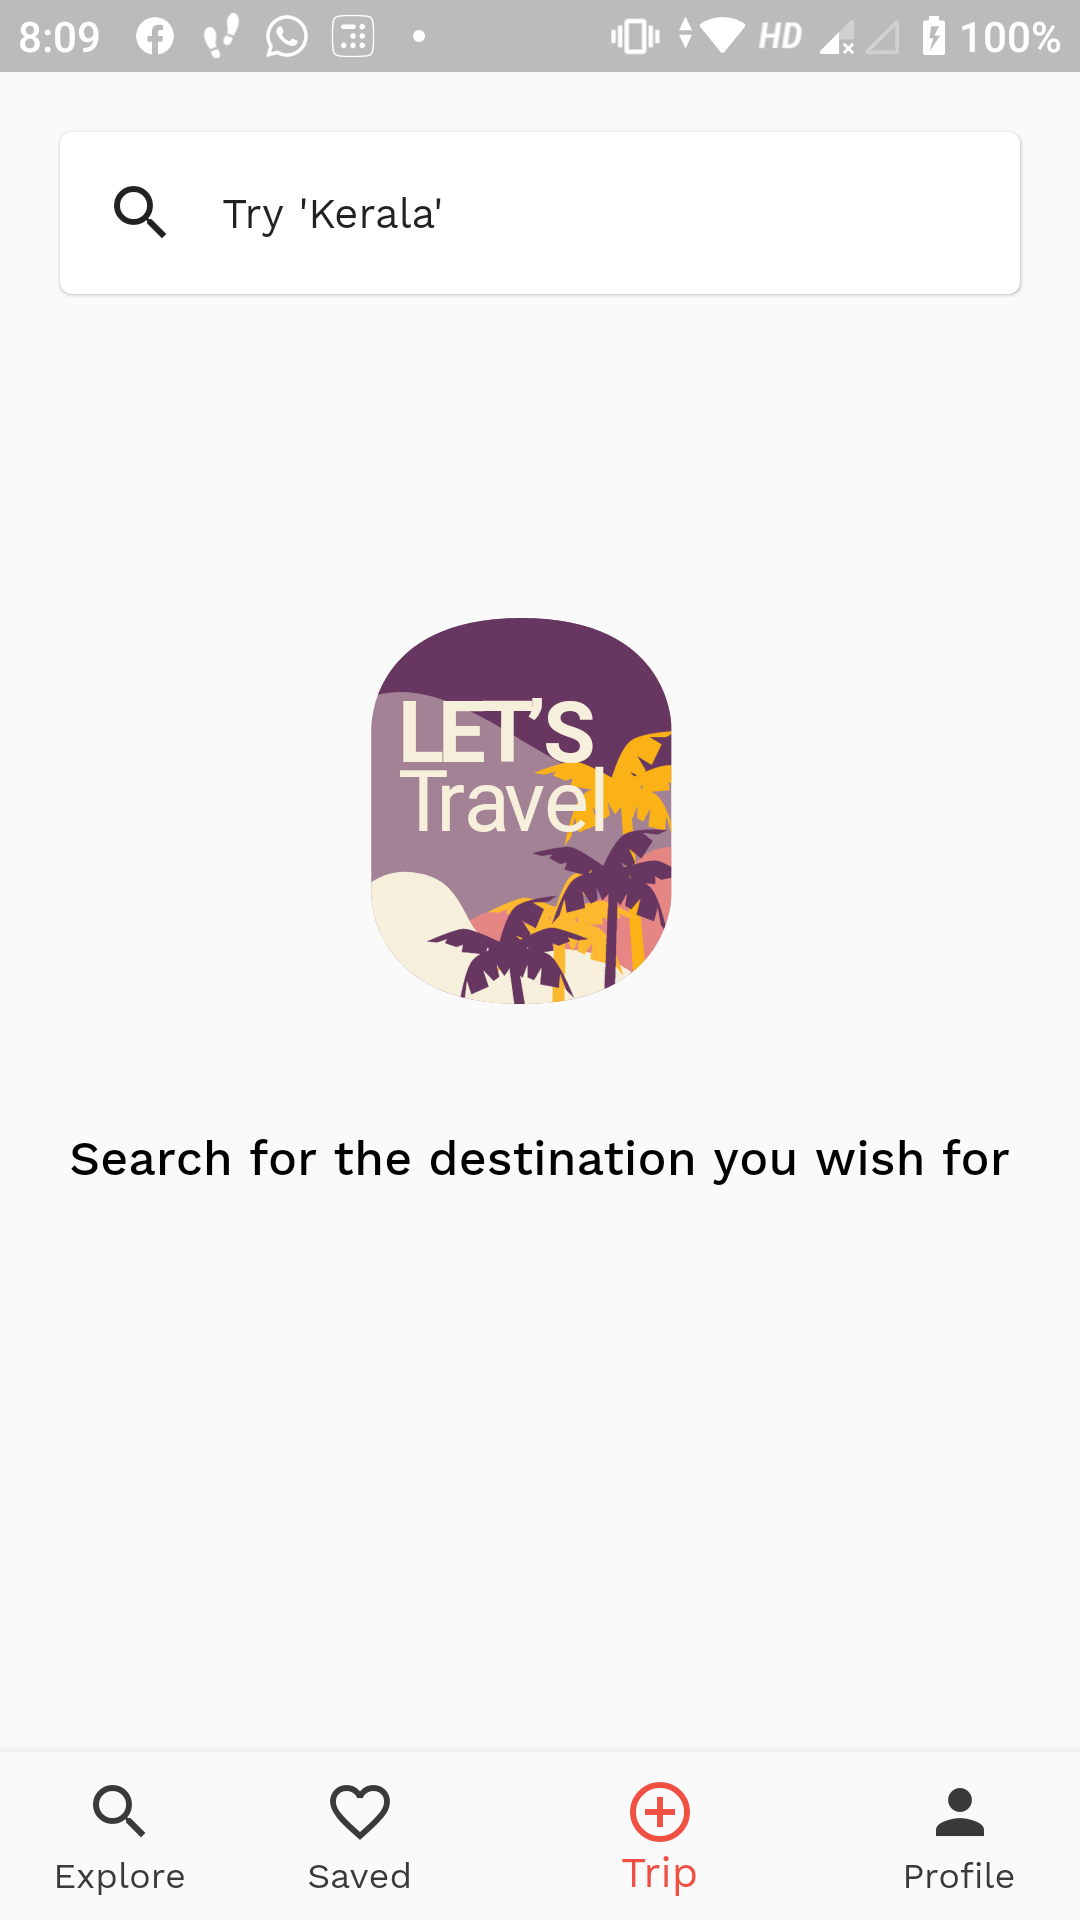 8:09 HD 100%
Try 'Kerala'
LET'S
Travel
Search for the destination you wish for
Explore Saved Trip Profile